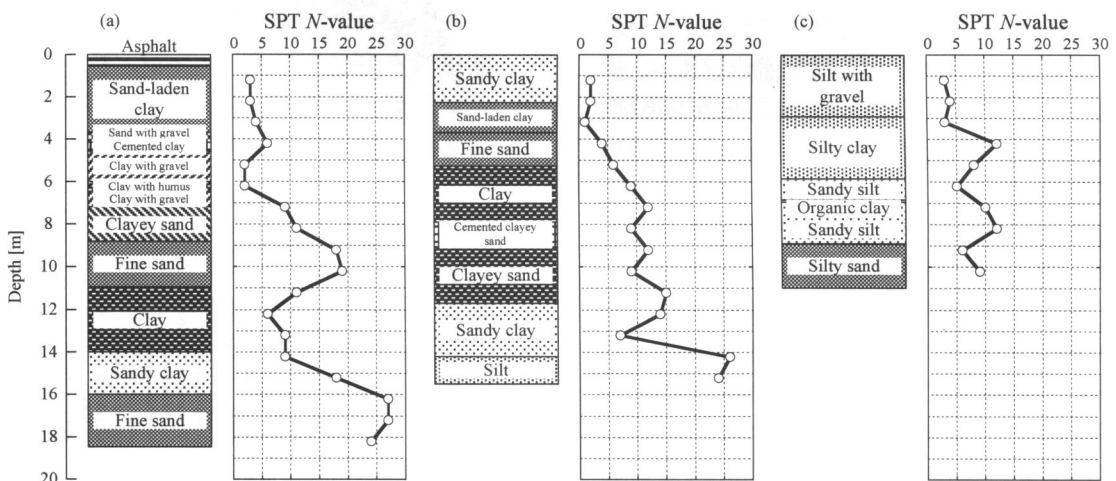 (a)
SPT N-value
(b)
SPT N-value
(c)
SPT N-value
Asphalt
0 5 10 15 20 25 30
0 5 10 15 20 25 30
0 5 10 15 20 25 30
Depth [m]
0
2
4
6
8
10
12
14
16
18
20
Sand-laden
clay
Sand with gravel
Cemented clay
Clay with gravel
Clay with humus
Clay with gravel
Clayey sand
Fine sand
Clay
Sandy clay
Fine sand
Sandy clay
Sand-laden clay
Fine sand
Clay
Cemented clayey
sand
Clayey sand
Sandy clay
Silt
Silt with
gravel
Silty clay
Sandy silt
Organic clay
Sandy silt
Silty sand